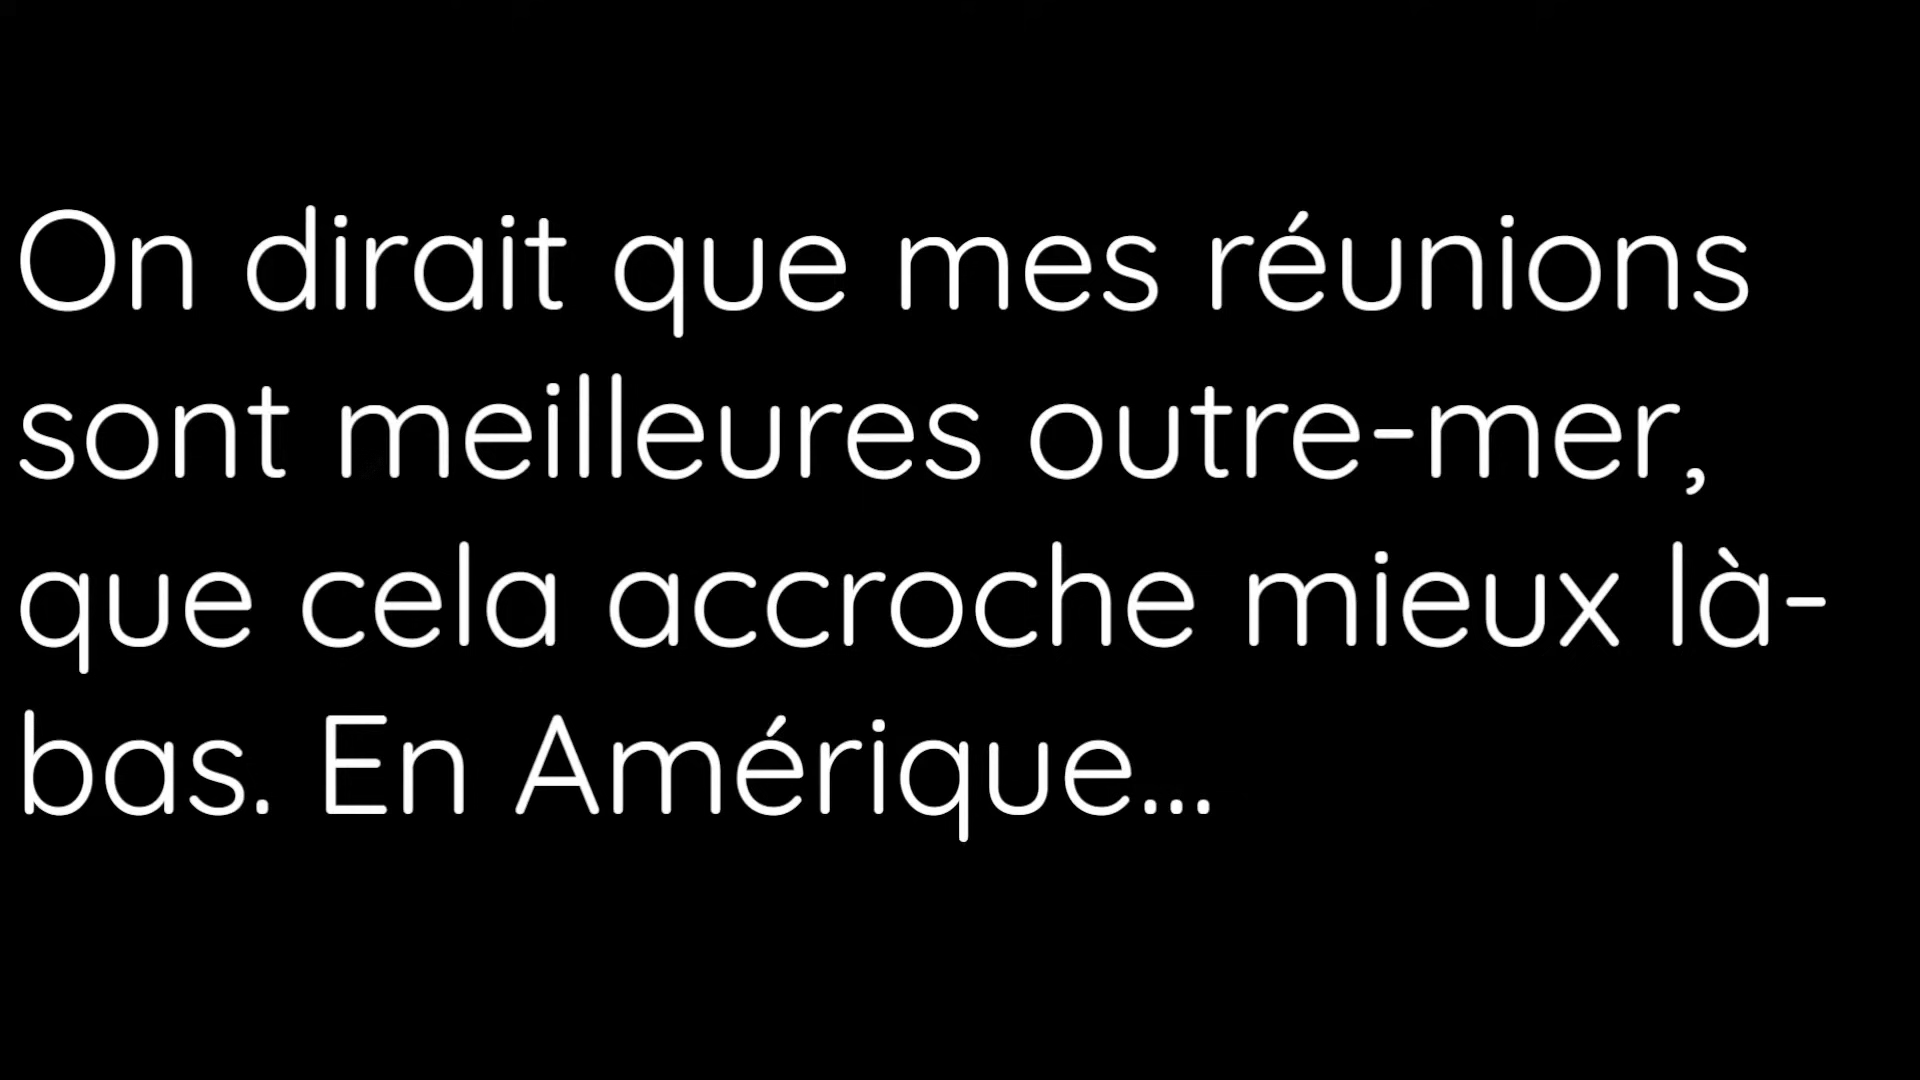 On dirait que mes réunions
sont meilleures outre-mer,
que cela accroche mieux là-
bas. En Amérique...